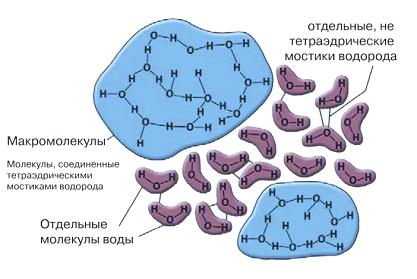 отдельные, не
тетраэдрические
мостики водорода
Макромолекулы
Молекулы, соединенные
тетраэдрическими
мостиками водорода
Отдельные
молекулы воды